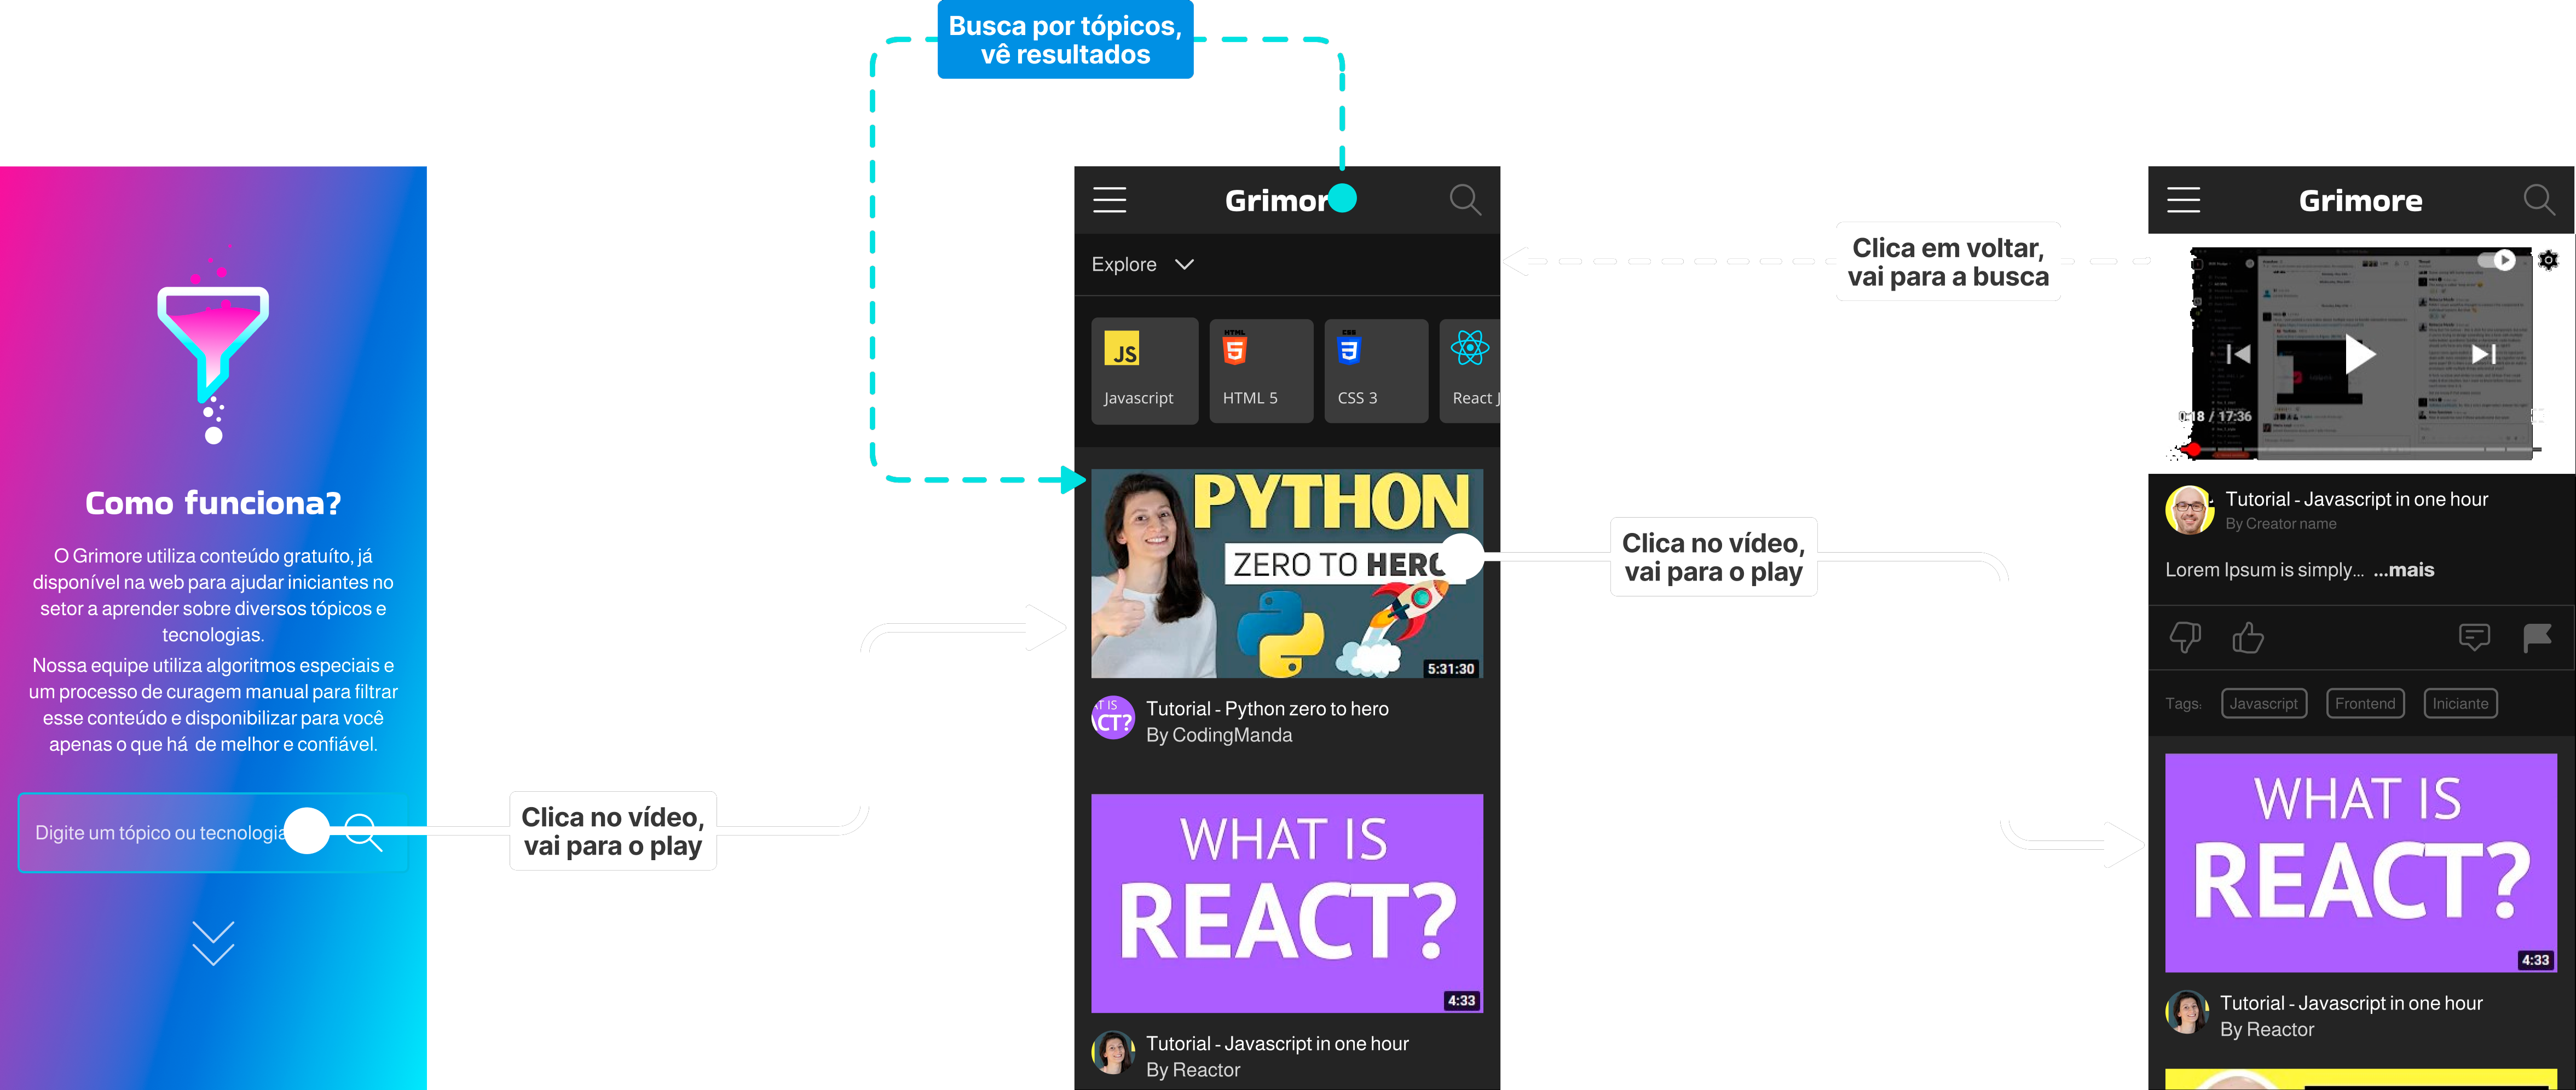 Busca por tópicos,
vê resultados
Como funciona?
O Grimore utiliza conteúdo gratuíto, já
disponível na web para ajudar iniciantes no
setor a aprender sobre diversos tópicos e
tecnologias.
Nossa equipe utiliza algoritmos especiais e
um processo de curagem manual para filtrar
esse conteúdo e disponibilizar para você
apenas o que há de melhor e confiável.
Digite um tópico ou tecnologia
Clica no vídeo,
vai para o play
Grimor
Explore
JS
Javascript
HTML
5
HTML 5
CSS
3
CSS 3
React J
PYTHON
ZERO TO HERO
5:31:30
AT IS
CT?
Tutorial - Python zero to hero
By CodingManda
WHAT IS
REACT?
4:33
Tutorial - Javascript in one hour
By Reactor
Clica no vídeo,
vai para o play
Clica em voltar,
vai para a busca
Grimore
0:18 / 17:36
Tutorial - Javascript in one hour
By Creator name
Lorem Ipsum is simply... ...mais
Tags: Javascript Frontend Iniciante
WHAT IS
REACT?
4:33
Tutorial - Javascript in one hour
By Reactor